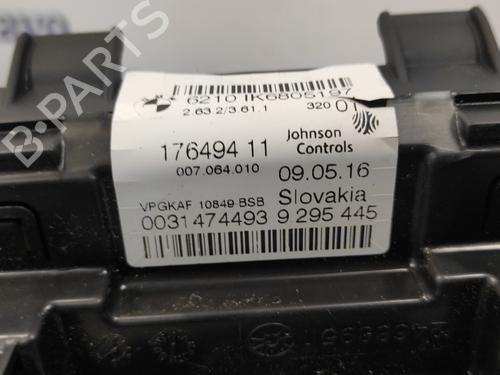 6210 IK6805197
2.63.2/3.61.1
320 01
Johnson
Controls
176494 11
007.064.010
09.05.16
VPGKAF 10849-BSB
Slovakia
0031474493 9 295 445
B-PARTS